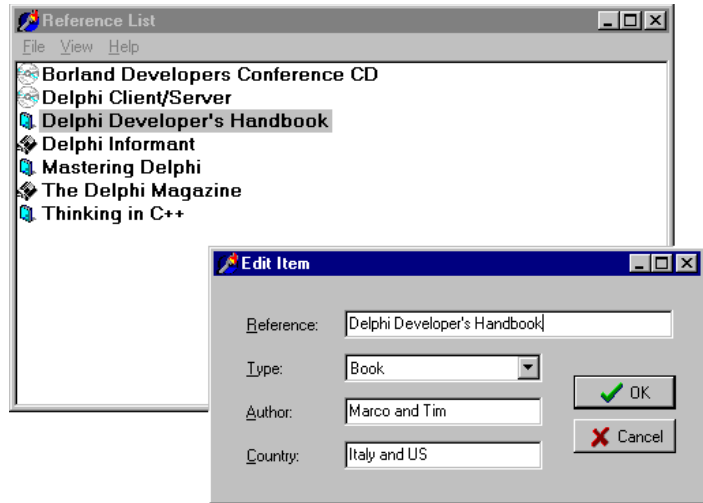 Reference List
File View Help
Borland Developers Conference CD
Delphi Client/Server
Delphi Developer's Handbook
Delphi Informant
Mastering Delphi
The Delphi Magazine
Thinking in C++
Edit Item
Reference: Delphi Developer's Handbook
Type: Book
OK
Author: Marco and Tim
Cancel
Country: Italy and US